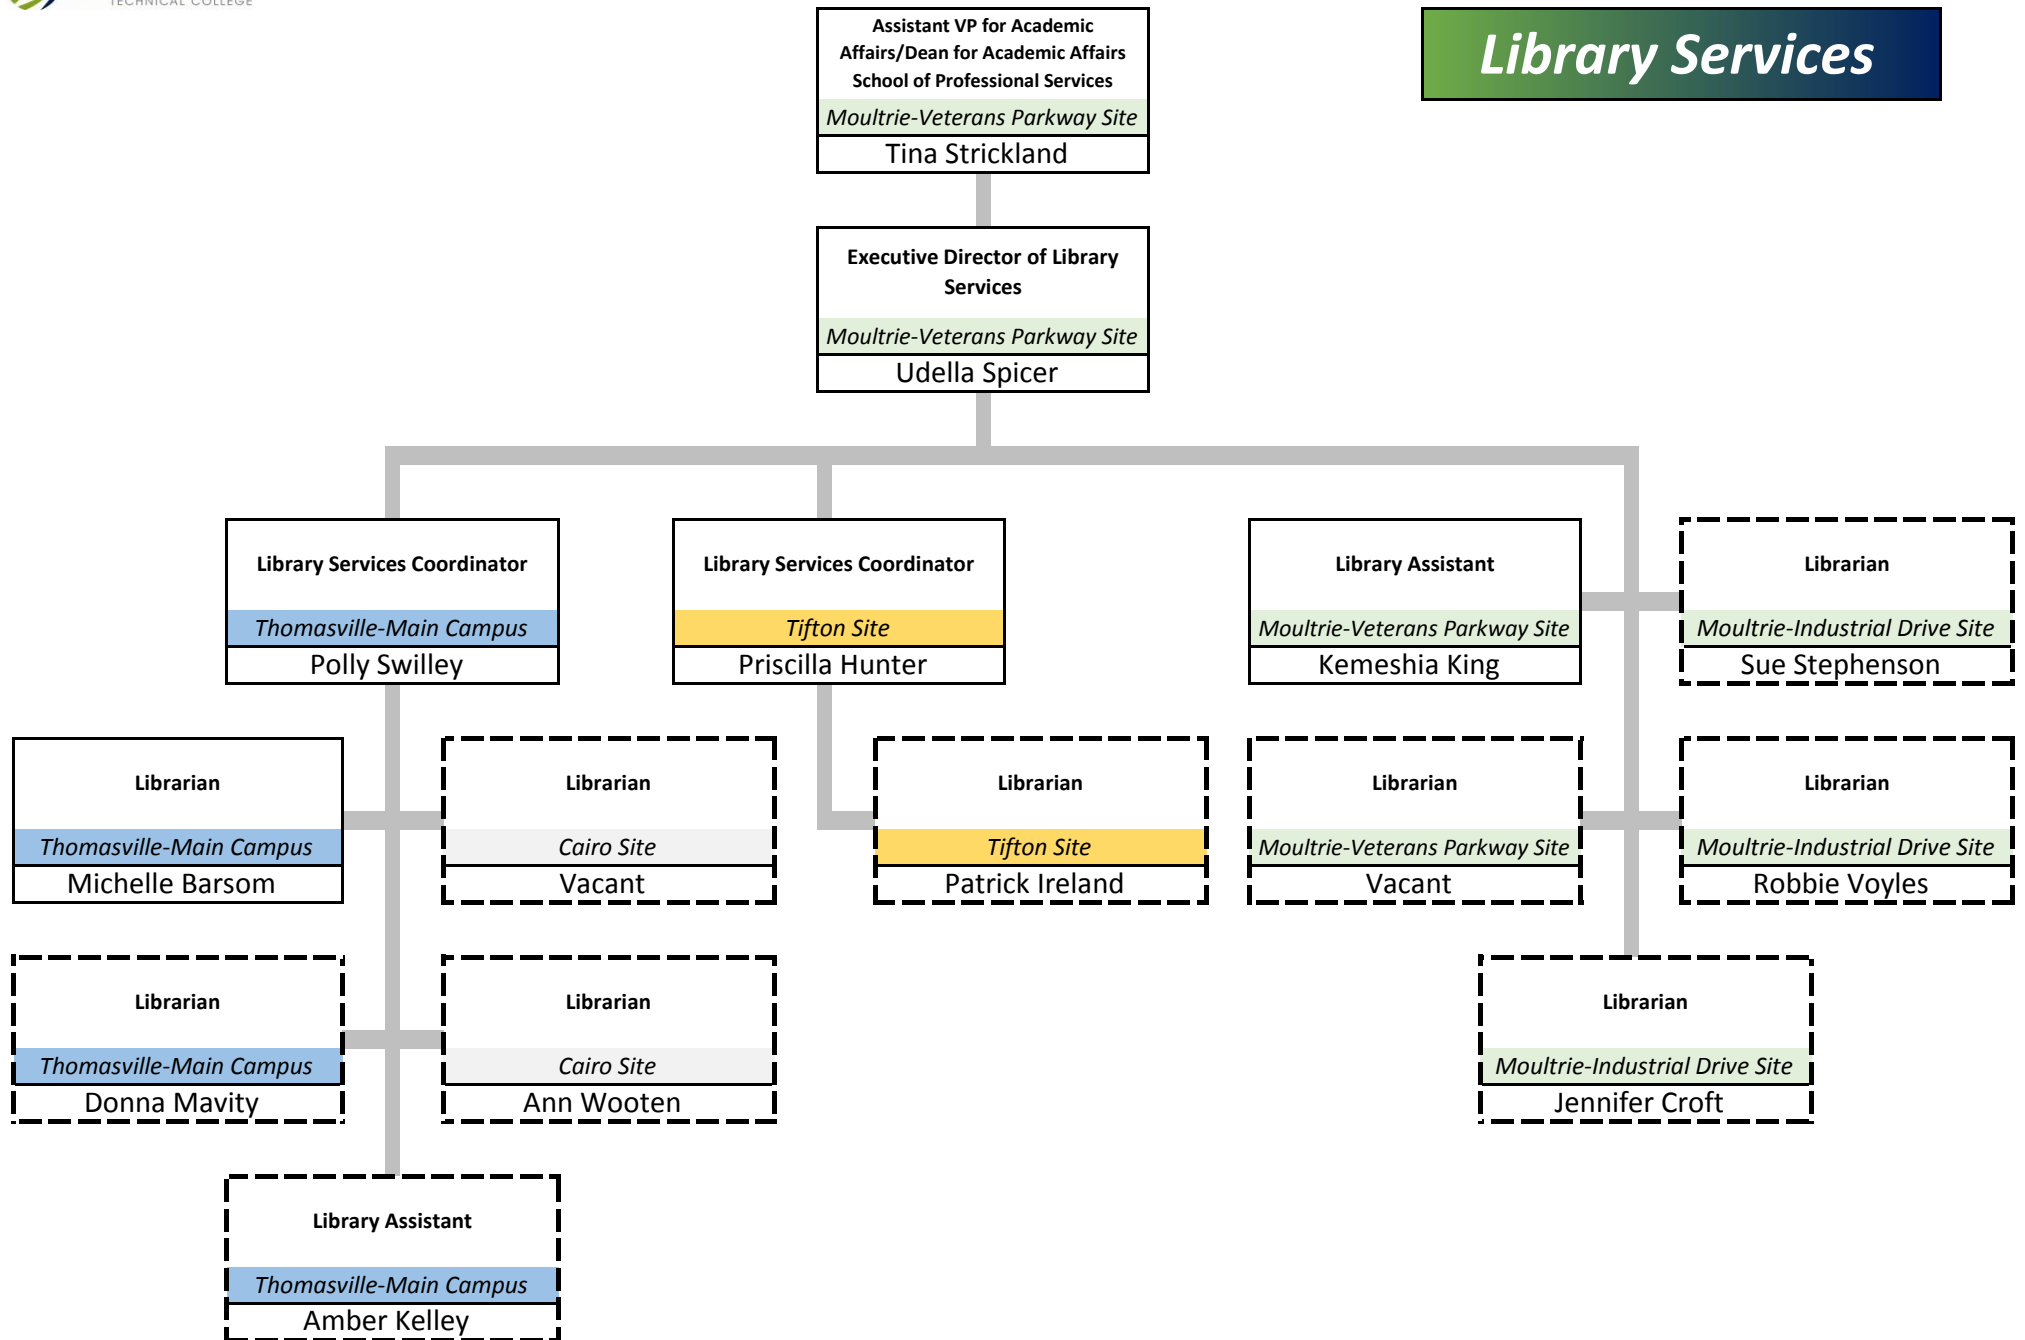 TECHNICAL COLLEGE
Library Services
Assistant VP for Academic
Affairs/Dean for Academic Affairs
School of Professional Services
Moultrie-Veterans Parkway Site
Tina Strickland
Executive Director of Library
Services
Moultrie-Veterans Parkway Site
Udella Spicer
Library Services Coordinator
Thomasville-Main Campus
Polly Swilley
Library Services Coordinator
Tifton Site
Priscilla Hunter
Library Assistant
Moultrie-Veterans Parkway Site
Kemeshia King
Librarian
Moultrie-Industrial Drive Site
Sue Stephenson
Librarian
Thomasville-Main Campus
Michelle Barsom
Librarian
Cairo Site
Vacant
Librarian
Tifton Site
Patrick Ireland
Librarian
Moultrie-Veterans Parkway Site
Vacant
Librarian
Moultrie-Industrial Drive Site
Robbie Voyles
Librarian
Thomasville-Main Campus
Donna Mavity
Librarian
Cairo Site
Ann Wooten
Librarian
Moultrie-Industrial Drive Site
Jennifer Croft
Library Assistant
Thomasville-Main Campus
Amber Kelley